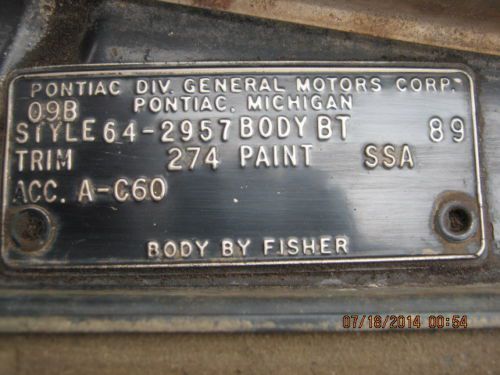 PONTIAC DIV. GENERAL MOTORS CORP.
09B PONTIAC, MICHIGAN
STYLE 64-2957 BODY BT 89
TRIM 274 PAINT SSA
ACC. A-C60
BODY BY FISHER
07/18/2014 00:54